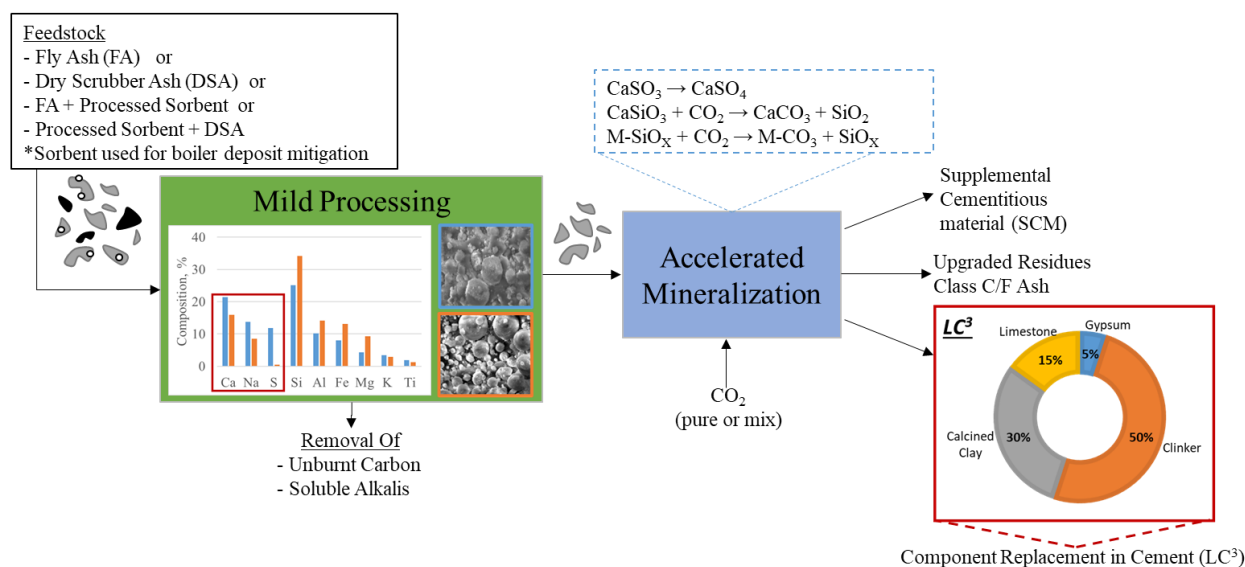 Feedstock
- Fly Ash (FA) or
- Dry Scrubber Ash (DSA) or
- FA + Processed Sorbent or
- Processed Sorbent + DSA
*Sorbent used for boiler deposit mitigation
Mild Processing
Composition, %
40
30
20
10
0
Ca Na S Si Al Fe Mg K Ti
Removal Of
- Unburnt Carbon
- Soluble Alkalis
CaSO₃ → CaSO₄
CaSiO₃ + CO₂ → CaCO₃ + SiO₂
M-SiOₓ + CO₂ → M-CO₃ + SiOₓ
Accelerated
Mineralization
CO₂
(pure or mix)
Supplemental
Cementitious
material (SCM)
Upgraded Residues
Class C/F Ash
LC³
Gypsum
Limestone
5%
15%
Calcined
Clay
30%
50%
Clinker
Component Replacement in Cement (LC³)